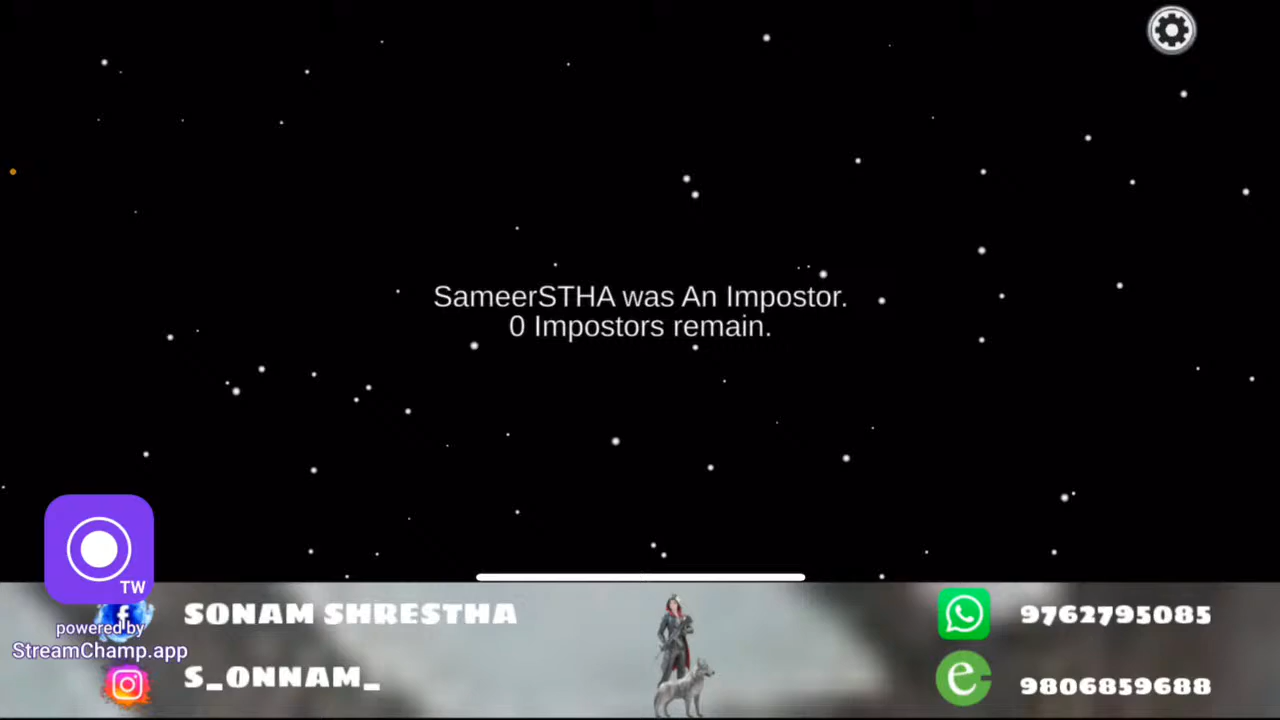 SameerSTHA was An Impostor.
0 Impostors remain.
TW
powered by
StreamChamp.app
SONAM SHRESTHA
S_ONNAM_
9762795085
9806859688